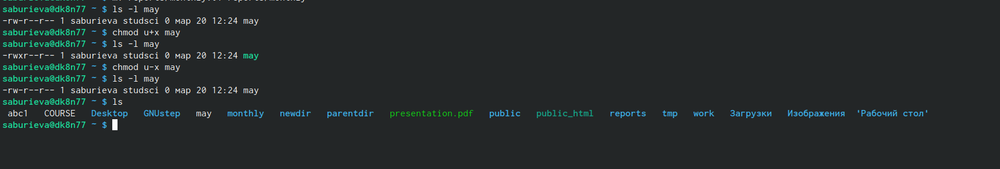 saburieva@dk8n77 ~ $ ls -l may
-rw-r--r-- 1 saburieva studsci 0 мар 20 12:24 may
saburieva@dk8n77 ~ $ chmod u+x may
saburieva@dk8n77 ~ $ ls -l may
-rwxr--r-- 1 saburieva studsci 0 мар 20 12:24 may
saburieva@dk8n77 ~ $ chmod u-x may
saburieva@dk8n77 ~ $ ls -l may
-rw-r--r-- 1 saburieva studsci 0 мар 20 12:24 may
saburieva@dk8n77 ~ $ ls
abc1 COURSE Desktop GNUstep may monthly newdir parentdir presentation.pdf public public_html reports tmp work Загрузки Изображения 'Рабочий стол'
saburieva@dk8n77 ~ $